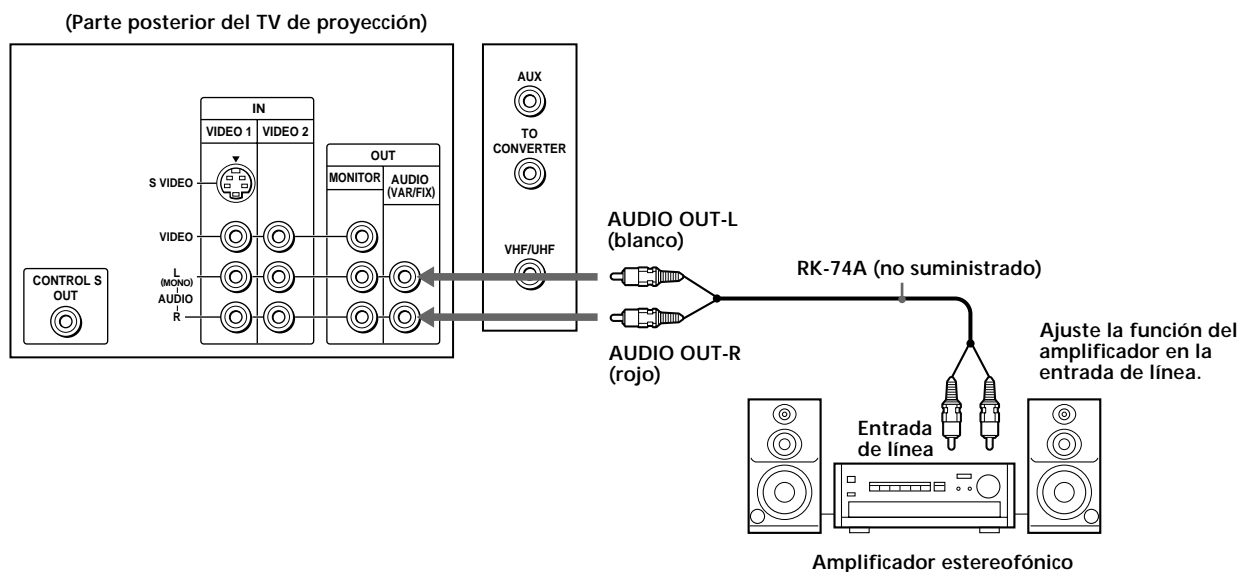 (Parte posterior del TV de proyección)
IN
VIDEO 1
VIDEO 2
S VIDEO
VIDEO
L
(MONO)
AUDIO
R
OUT
MONITOR
AUDIO
(VAR/FIX)
CONTROL S
OUT
AUX
TO
CONVERTER
VHF/UHF
AUDIO OUT-L
(blanco)
AUDIO OUT-R
(rojo)
RK-74A (no suministrado)
Ajuste la función del
amplificador en la
entrada de línea.
Entrada
de línea
Amplificador estereofónico